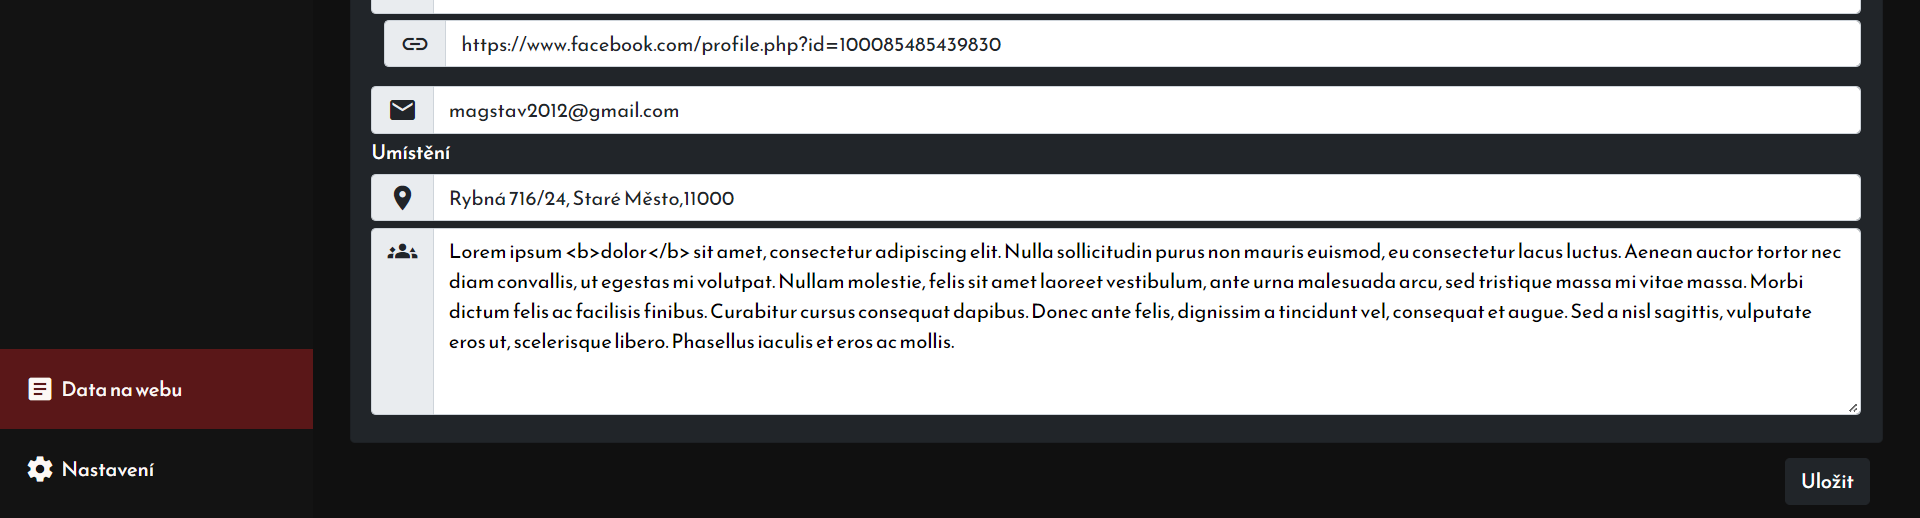 https://www.facebook.com/profile.php?id=100085485439830
magstav2012@gmail.com
Umístění
Rybná 716/24, Staré Město,11000
Lorem ipsum <b>dolor</b> sit amet, consectetur adipiscing elit. Nulla sollicitudin purus non mauris euismod, eu consectetur lacus luctus. Aenean auctor tortor nec
diam convallis, ut egestas mi volutpat. Nullam molestie, felis sit amet laoreet vestibulum, ante urna malesuada arcu, sed tristique massa mi vitae massa. Morbi
dictum felis ac facilisis finibus. Curabitur cursus consequat dapibus. Donec ante felis, dignissim a tincidunt vel, consequat et augue. Sed a nisl sagittis, vulputate
eros ut, scelerisque libero. Phasellus iaculis et eros ac mollis.
Data na webu
Nastavení
Uložit